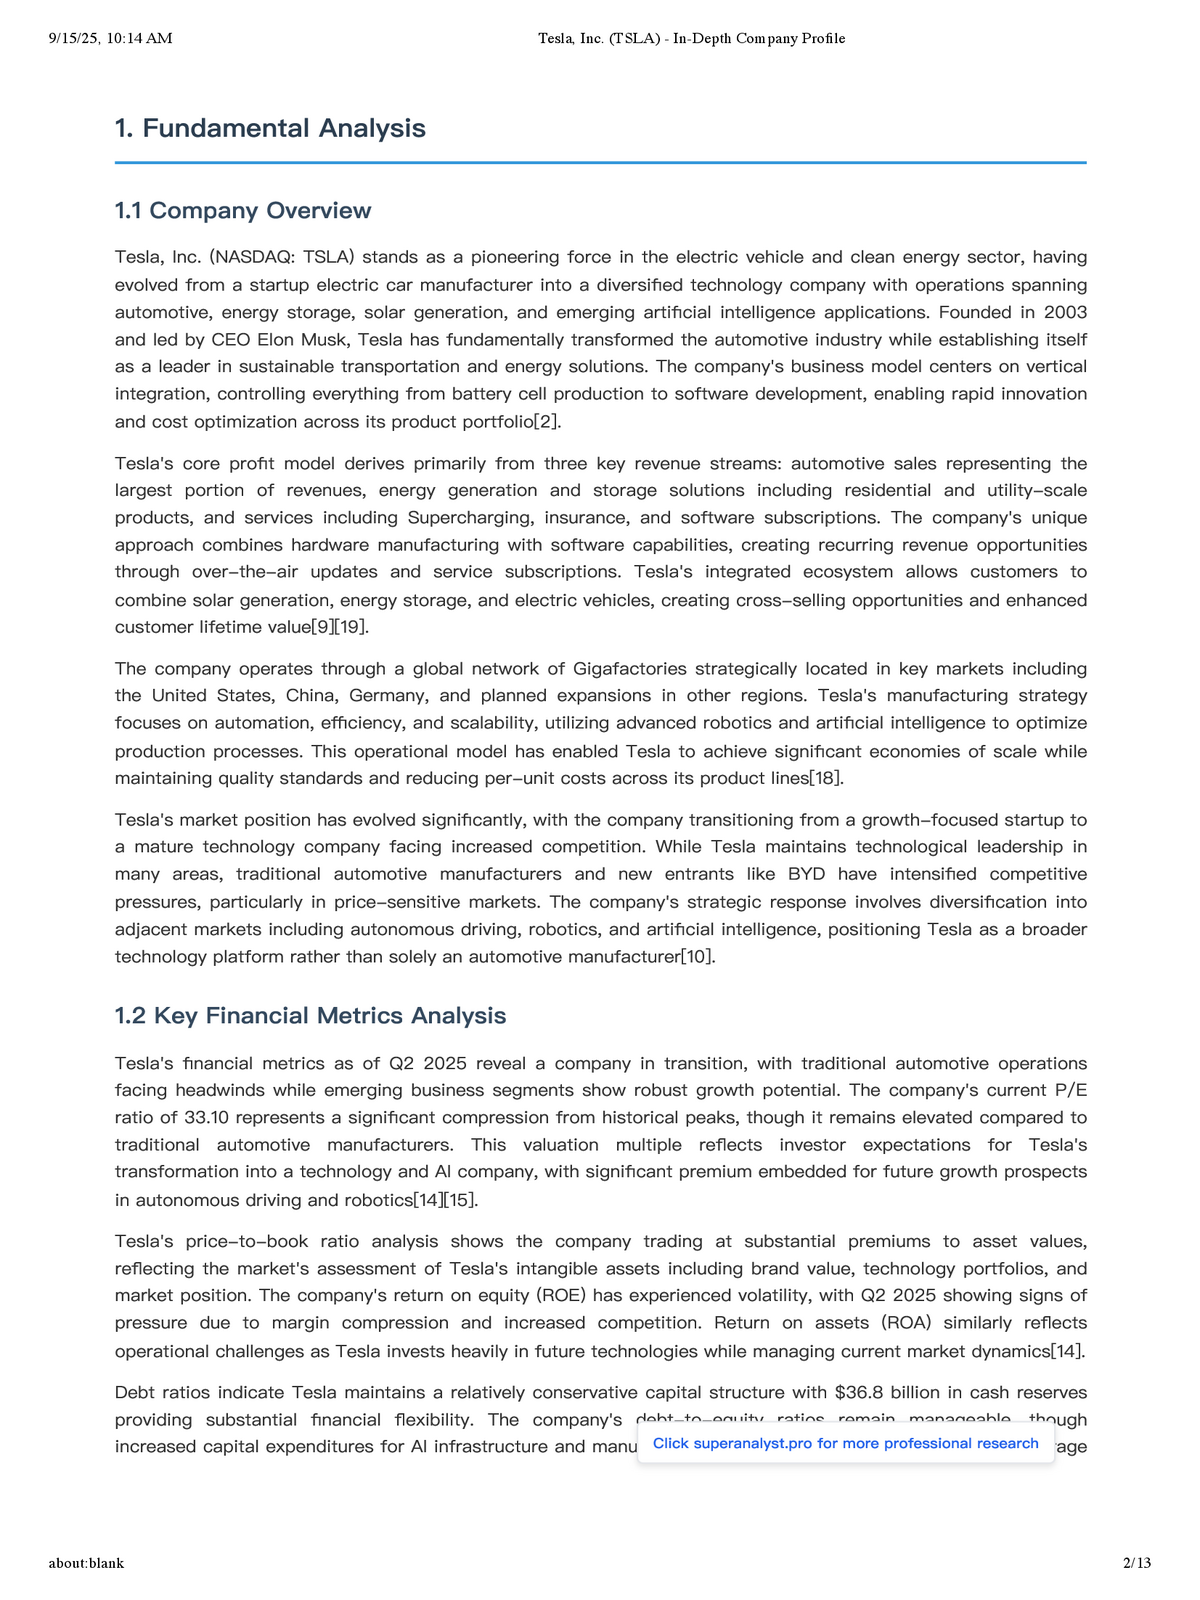 9/15/25, 10:14 AM
Tesla, Inc. (TSLA) - In-Depth Company Profile
1. Fundamental Analysis
1.1 Company Overview
Tesla, Inc. (NASDAQ: TSLA) stands as a pioneering force in the electric vehicle and clean energy sector, having
evolved from a startup electric car manufacturer into a diversified technology company with operations spanning
automotive, energy storage, solar generation, and emerging artificial intelligence applications. Founded in 2003
and led by CEO Elon Musk, Tesla has fundamentally transformed the automotive industry while establishing itself
as a leader in sustainable transportation and energy solutions. The company's business model centers on vertical
integration, controlling everything from battery cell production to software development, enabling rapid innovation
and cost optimization across its product portfolio[2].
Tesla's core profit model derives primarily from three key revenue streams: automotive sales representing the
largest portion of revenues, energy generation and storage solutions including residential and utility-scale
products, and services including Supercharging, insurance, and software subscriptions. The company's unique
approach combines hardware manufacturing with software capabilities, creating recurring revenue opportunities
through over-the-air updates and service subscriptions. Tesla's integrated ecosystem allows customers to
combine solar generation, energy storage, and electric vehicles, creating cross-selling opportunities and enhanced
customer lifetime value[9][19].
The company operates through a global network of Gigafactories strategically located in key markets including
the United States, China, Germany, and planned expansions in other regions. Tesla's manufacturing strategy
focuses on automation, efficiency, and scalability, utilizing advanced robotics and artificial intelligence to optimize
production processes. This operational model has enabled Tesla to achieve significant economies of scale while
maintaining quality standards and reducing per-unit costs across its product lines[18].
Tesla's market position has evolved significantly, with the company transitioning from a growth-focused startup to
a mature technology company facing increased competition. While Tesla maintains technological leadership in
many areas, traditional automotive manufacturers and new entrants like BYD have intensified competitive
pressures, particularly in price-sensitive markets. The company's strategic response involves diversification into
adjacent markets including autonomous driving, robotics, and artificial intelligence, positioning Tesla as a broader
technology platform rather than solely an automotive manufacturer[10].
1.2 Key Financial Metrics Analysis
Tesla's financial metrics as of Q2 2025 reveal a company in transition, with traditional automotive operations
facing headwinds while emerging business segments show robust growth potential. The company's current P/E
ratio of 33.10 represents a significant compression from historical peaks, though it remains elevated compared to
traditional automotive manufacturers. This valuation multiple reflects investor expectations for Tesla's
transformation into a technology and AI company, with significant premium embedded for future growth prospects
in autonomous driving and robotics[14][15].
Tesla's price-to-book ratio analysis shows the company trading at substantial premiums to asset values,
reflecting the market's assessment of Tesla's intangible assets including brand value, technology portfolios, and
market position. The company's return on equity (ROE) has experienced volatility, with Q2 2025 showing signs of
pressure due to margin compression and increased competition. Return on assets (ROA) similarly reflects
operational challenges as Tesla invests heavily in future technologies while managing current market dynamics[14].
Debt ratios indicate Tesla maintains a relatively conservative capital structure with $36.8 billion in cash reserves
providing substantial financial flexibility. The company's debt-to-equity ratios remain manageable, though
increased capital expenditures for AI infrastructure and manu
Click superanalyst.pro for more professional research
about:blank
2/13